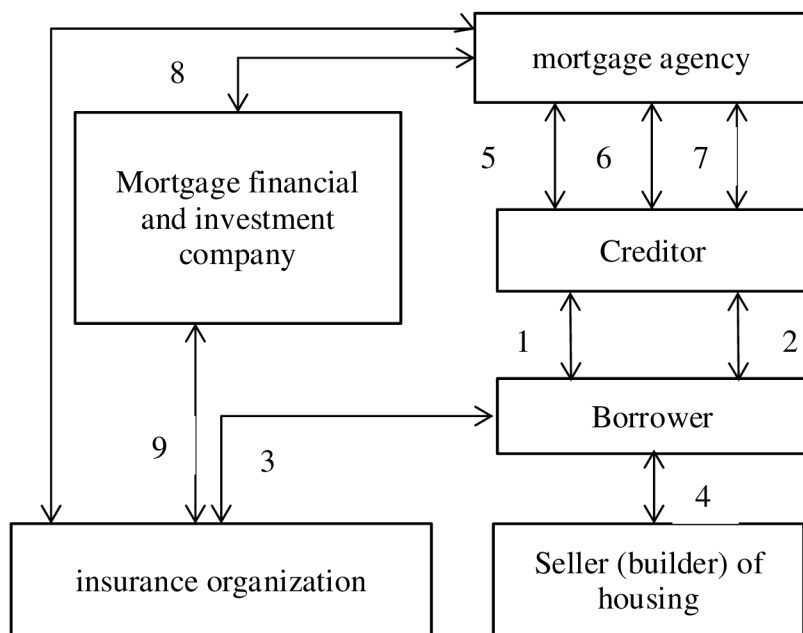 mortgage agency
8
5
6
7
Mortgage financial
and investment
company
Creditor
1
2
Borrower
9
3
4
insurance organization
Seller (builder) of
housing